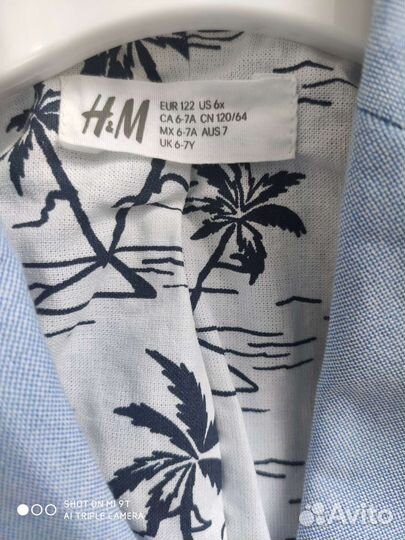 H&M
EUR 122 US 6x
CA 6-7A CN 120/64
MX 6-7A AUS 7
UK 6-7Y
SHOT ON MI 9T
AI TRIPLE CAMERA
Avito